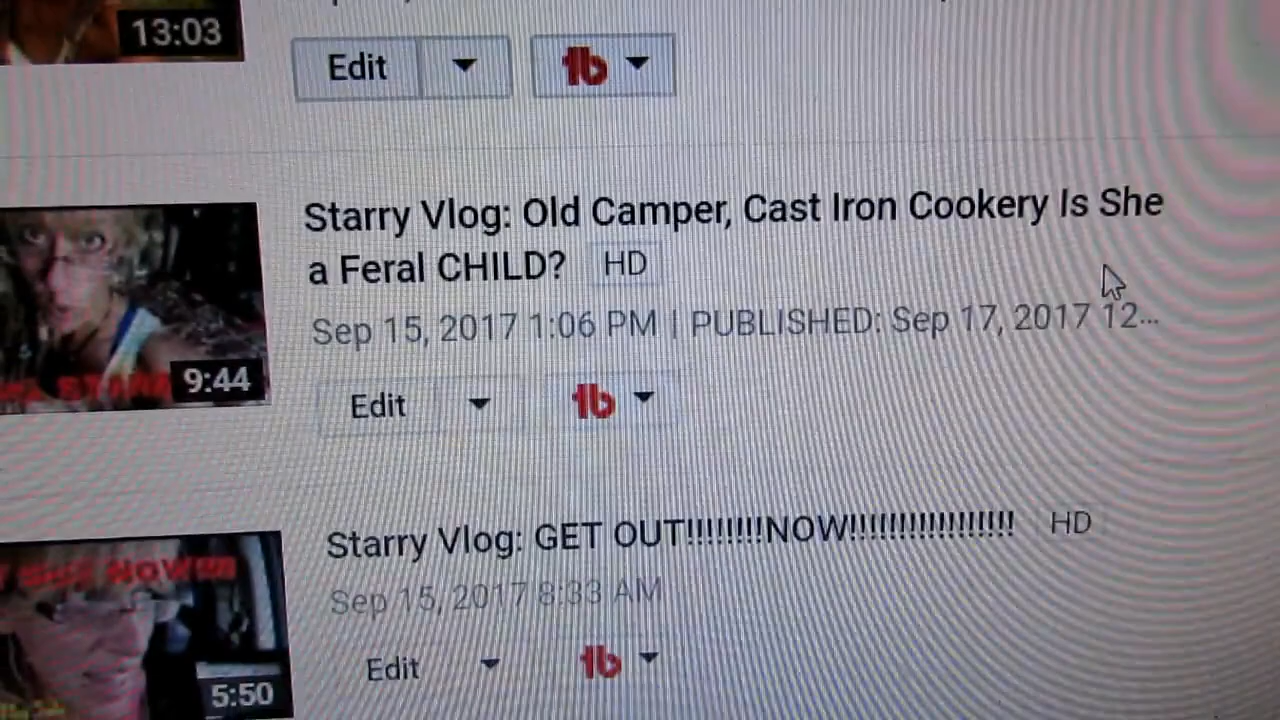 13:03
Edit
Starry Vlog: Old Camper, Cast Iron Cookery Is She
a Feral CHILD? HD
Sep 15, 2017 1:06 PM | PUBLISHED: Sep 17, 2017 12...
9:44
Edit
Starry Vlog: GET OUT!!!!!!!!NOW!!!!!!!!!!!!!!!!!! HD
Sep 15, 2017 8:33 AM
5:50
Edit